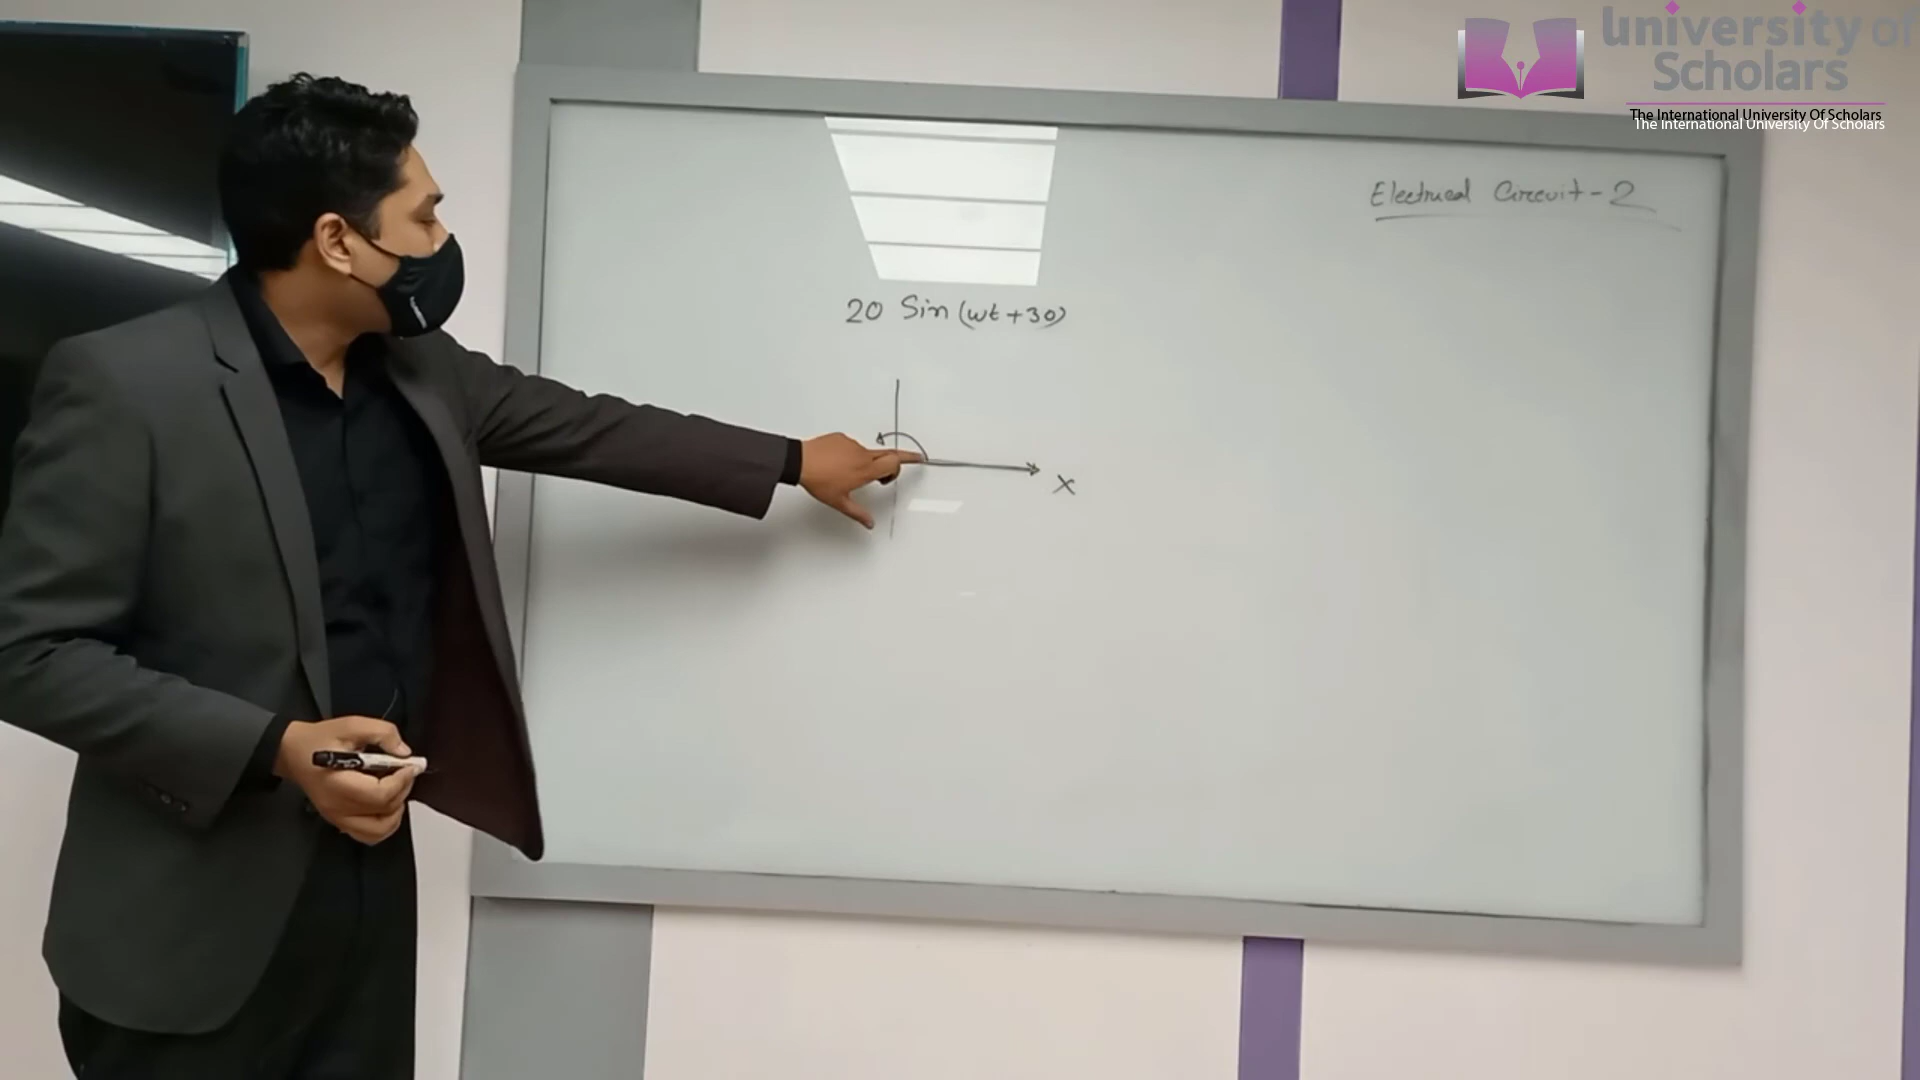 University of
Scholars
The International University Of Scholars
The International University Of Scholars
Electrical Circuit-2
20 Sin(wt+30)
X